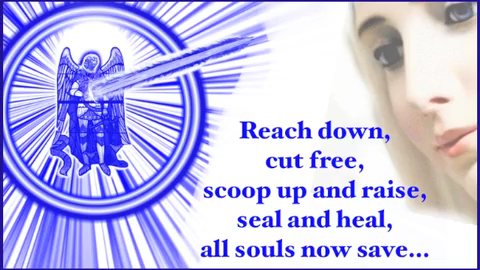 Reach down,
cut free,
scoop up and raise,
seal and heal,
all souls now save...